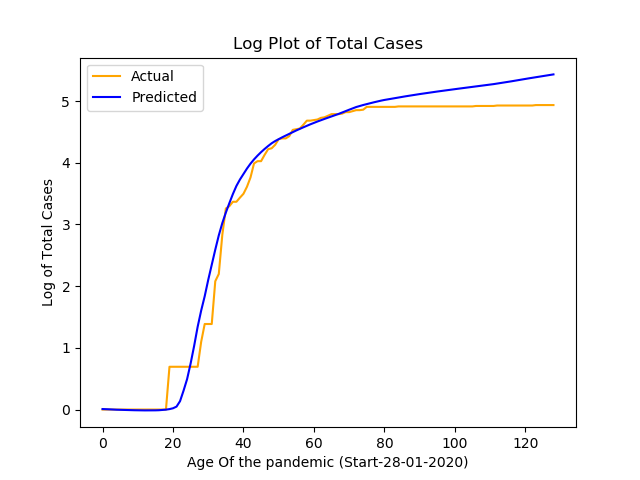 Log Plot of Total Cases
Actual
Predicted
Log of Total Cases
5
4
3
2
1
0
0 20 40 60 80 100 120
Age Of the pandemic (Start-28-01-2020)